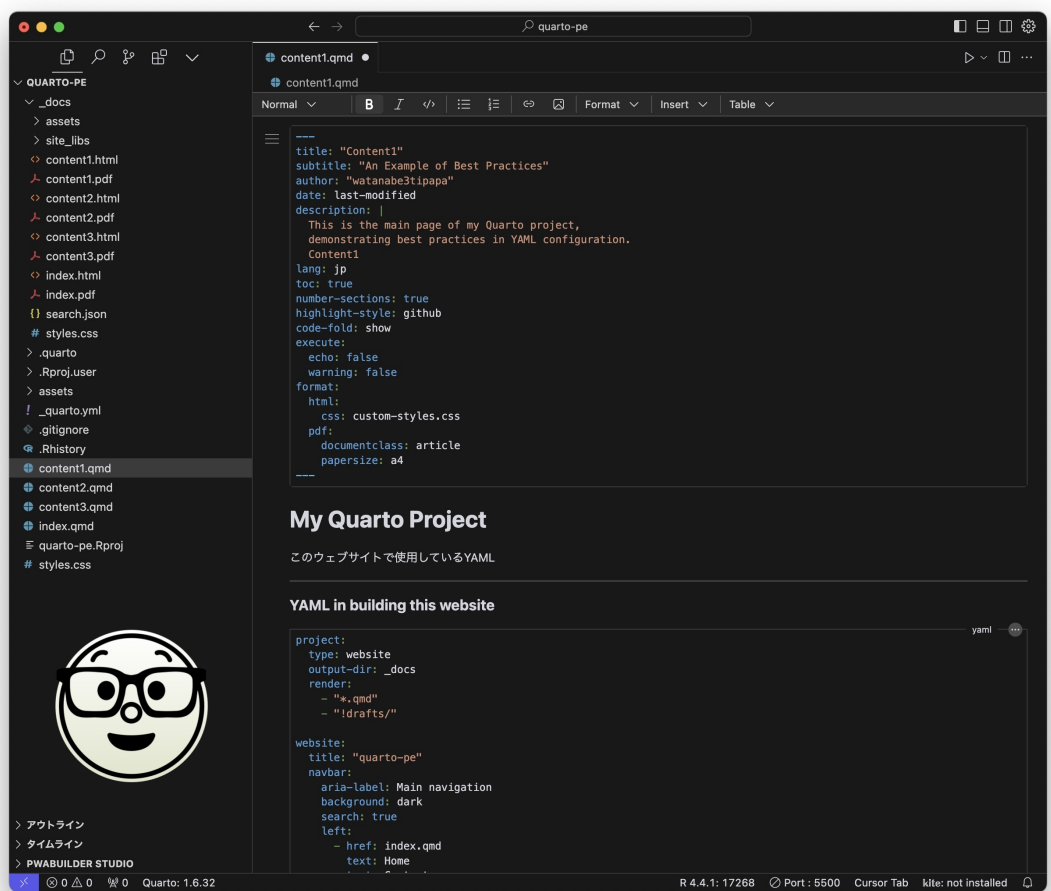 quarto-pe
content1.qmd
content1.qmd
Normal
B I </> Format Insert Table
QUARTO-PE
_docs
assets
site_libs
content1.html
content1.pdf
content2.html
content2.pdf
content3.html
content3.pdf
index.html
index.pdf
{} search.json
# styles.css
.quarto
.Rproj.user
assets
! _quarto.yml
.gitignore
.Rhistory
content1.qmd
content2.qmd
content3.qmd
index.qmd
quarto-pe.Rproj
# styles.css
アウトライン
タイムライン
PWABUILDER STUDIO
---
title: "Content1"
subtitle: "An Example of Best Practices"
author: "watanabe3tipapa"
date: last-modified
description: |
This is the main page of my Quarto project,
demonstrating best practices in YAML configuration.
Content1
lang: jp
toc: true
number-sections: true
highlight-style: github
code-fold: show
execute:
echo: false
warning: false
format:
html:
css: custom-styles.css
pdf:
documentclass: article
papersize: a4
---
My Quarto Project
このウェブサイトで使用しているYAML
YAML in building this website
yaml
project:
type: website
output-dir: _docs
render:
- "*.qmd"
- "!drafts/"
website:
title: "quarto-pe"
navbar:
aria-label: Main navigation
background: dark
search: true
left:
- href: index.qmd
text: Home
0 0 0 Quarto: 1.6.32
R 4.4.1: 17268 Port : 5500 Cursor Tab kite: not installed